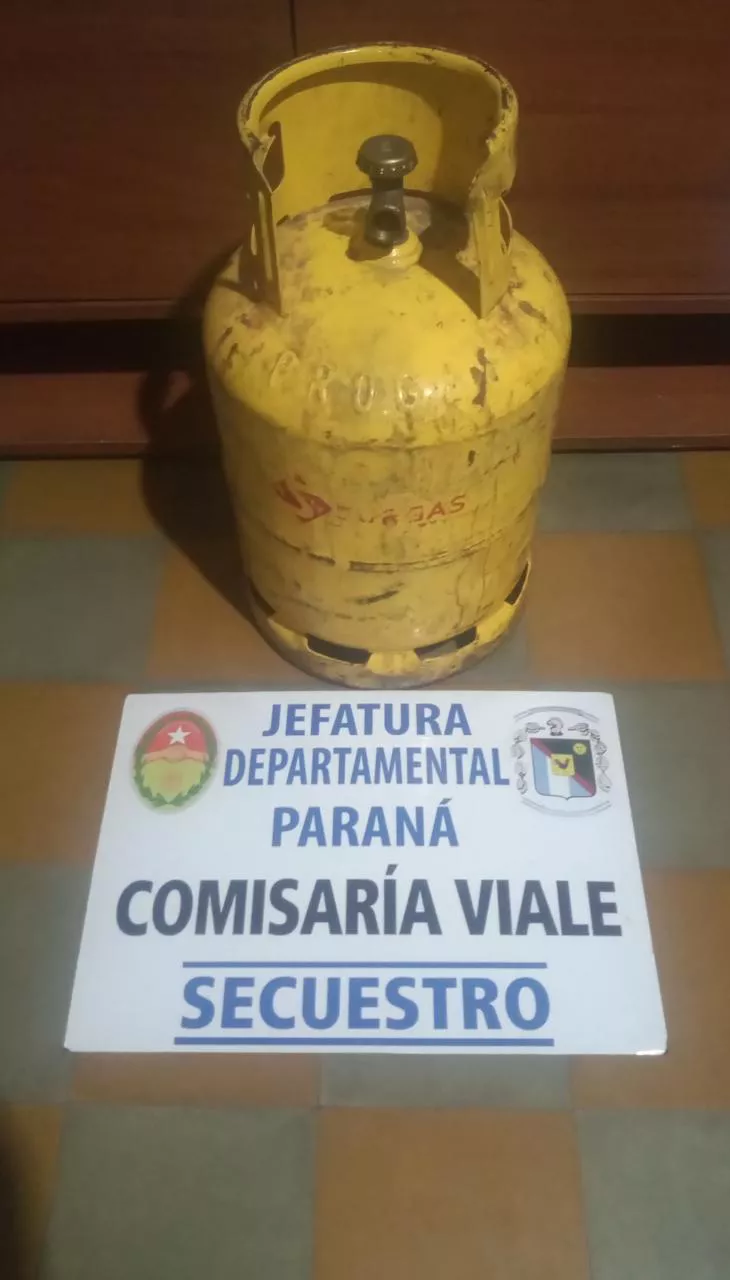 JEFATURA
DEPARTAMENTAL
PARANÁ
COMISARÍA VIALE
SECUESTRO